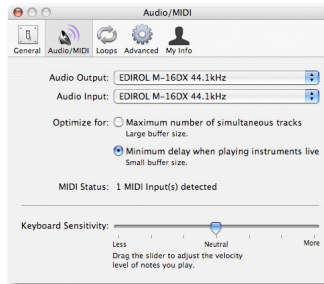 Audio/MIDI
General Audio/MIDI Loops Advanced My Info
Audio Output: EDIROL M-16DX 44.1kHz
Audio Input: EDIROL M-16DX 44.1kHz
Optimize for: Maximum number of simultaneous tracks
Large buffer size.
Minimum delay when playing instruments live
Small buffer size.
MIDI Status: 1 MIDI Input(s) detected
Keyboard Sensitivity:
Less Neutral More
Drag the slider to adjust the velocity
level of notes you play.